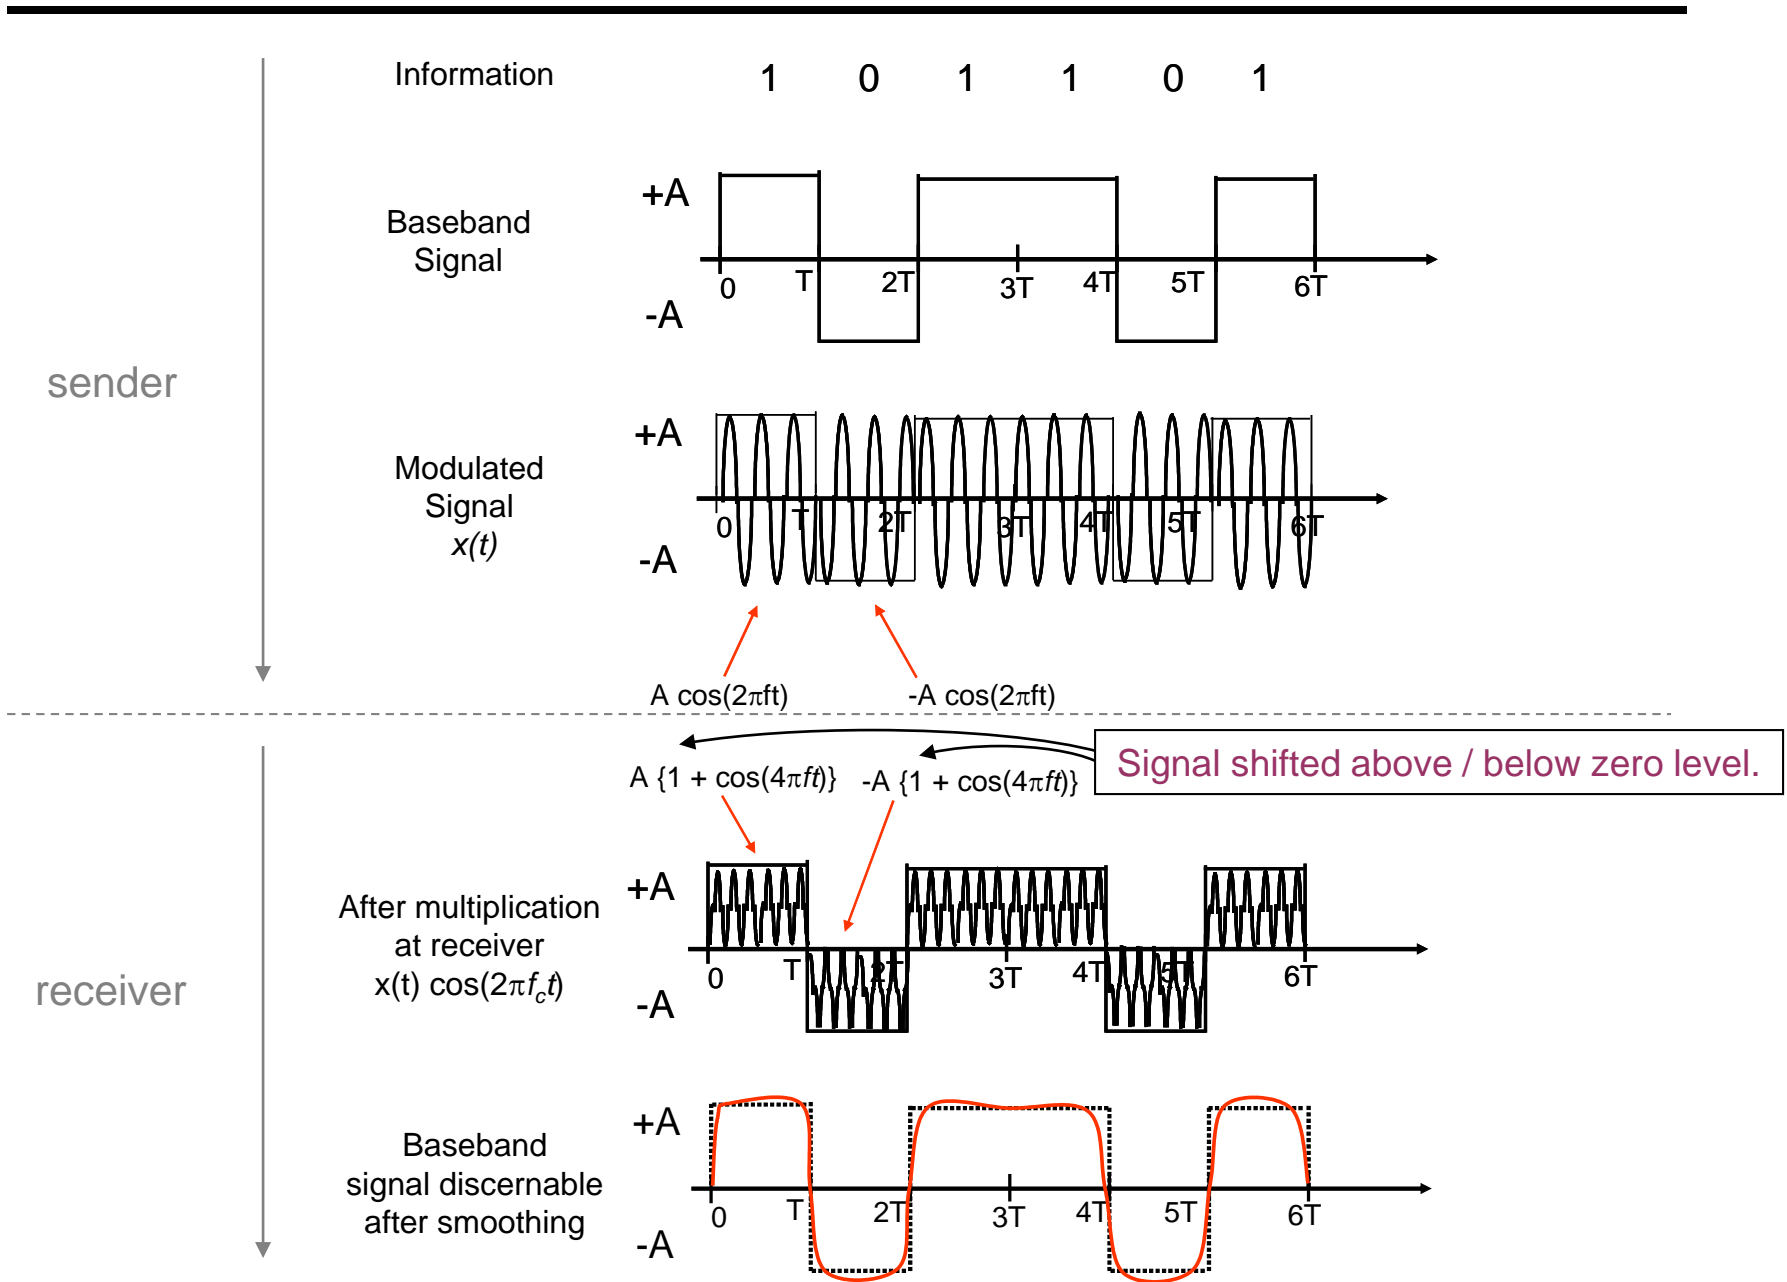 Information 1 0 1 1 0 1
+A
Baseband
Signal
0 T 2T 3T 4T 5T 6T
-A
sender
+A
Modulated
Signal
x(t)
0 T 2T 3T 4T 5T 6T
-A
A cos(2πft) -A cos(2πft)
Signal shifted above / below zero level.
A {1 + cos(4πft)} -A {1 + cos(4πft)}
+A
After multiplication
at receiver
x(t) cos(2πf_ct)
0 T 2T 3T 4T 5T 6T
-A
receiver
+A
Baseband
signal discernable
after smoothing
0 T 2T 3T 4T 5T 6T
-A